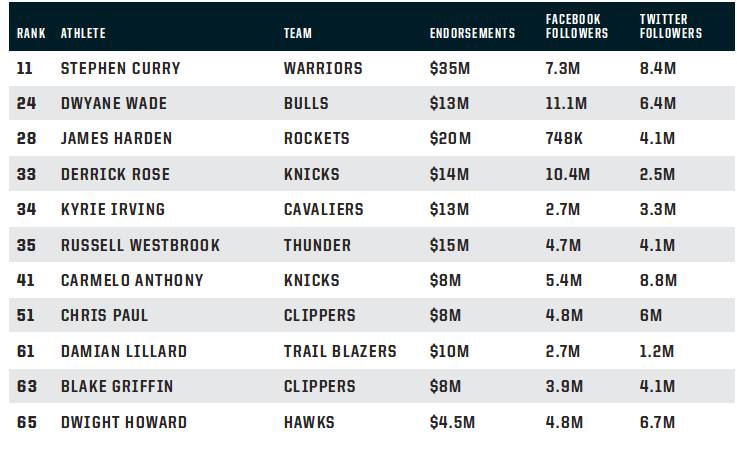 RANK ATHLETE TEAM ENDORSEMENTS FACEBOOK FOLLOWERS TWITTER FOLLOWERS
11 STEPHEN CURRY WARRIORS $35M 7.3M 8.4M
24 DWYANE WADE BULLS $13M 11.1M 6.4M
28 JAMES HARDEN ROCKETS $20M 748K 4.1M
33 DERRICK ROSE KNICKS $14M 10.4M 2.5M
34 KYRIE IRVING CAVALIERS $13M 2.7M 3.3M
35 RUSSELL WESTBROOK THUNDER $15M 4.7M 4.1M
41 CARMELO ANTHONY KNICKS $8M 5.4M 8.8M
51 CHRIS PAUL CLIPPERS $8M 4.8M 6M
61 DAMIAN LILLARD TRAIL BLAZERS $10M 2.7M 1.2M
63 BLAKE GRIFFIN CLIPPERS $8M 3.9M 4.1M
65 DWIGHT HOWARD HAWKS $4.5M 4.8M 6.7M